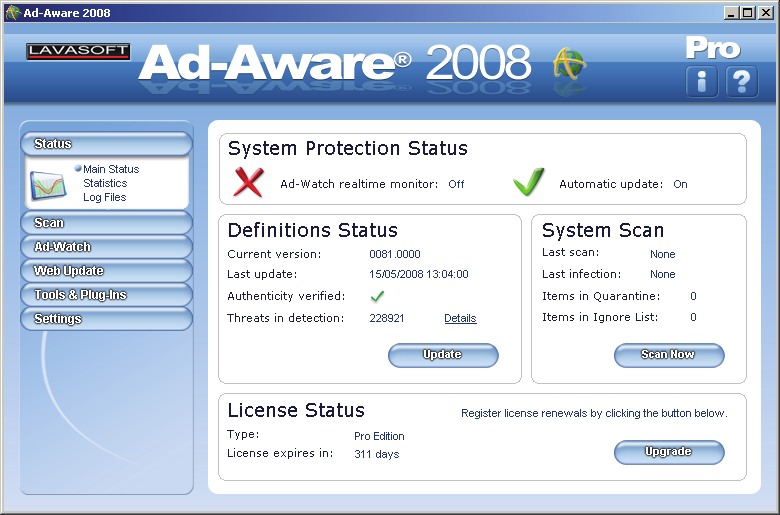 Ad-Aware 2008
LAVASOFT
Ad-Aware® 2008
Pro
i ?
Status
Main Status
Statistics
Log Files
Scan
Ad-Watch
Web Update
Tools & Plug-Ins
Settings
System Protection Status
Ad-Watch realtime monitor: Off
Automatic update: On
Definitions Status
Current version: 0081.0000
Last update: 15/05/2008 13:04:00
Authenticity verified:
Threats in detection: 228921 Details
Update
System Scan
Last scan: None
Last infection: None
Items in Quarantine: 0
Items in Ignore List: 0
Scan Now
License Status
Register license renewals by clicking the button below.
Type: Pro Edition
License expires in: 311 days
Upgrade